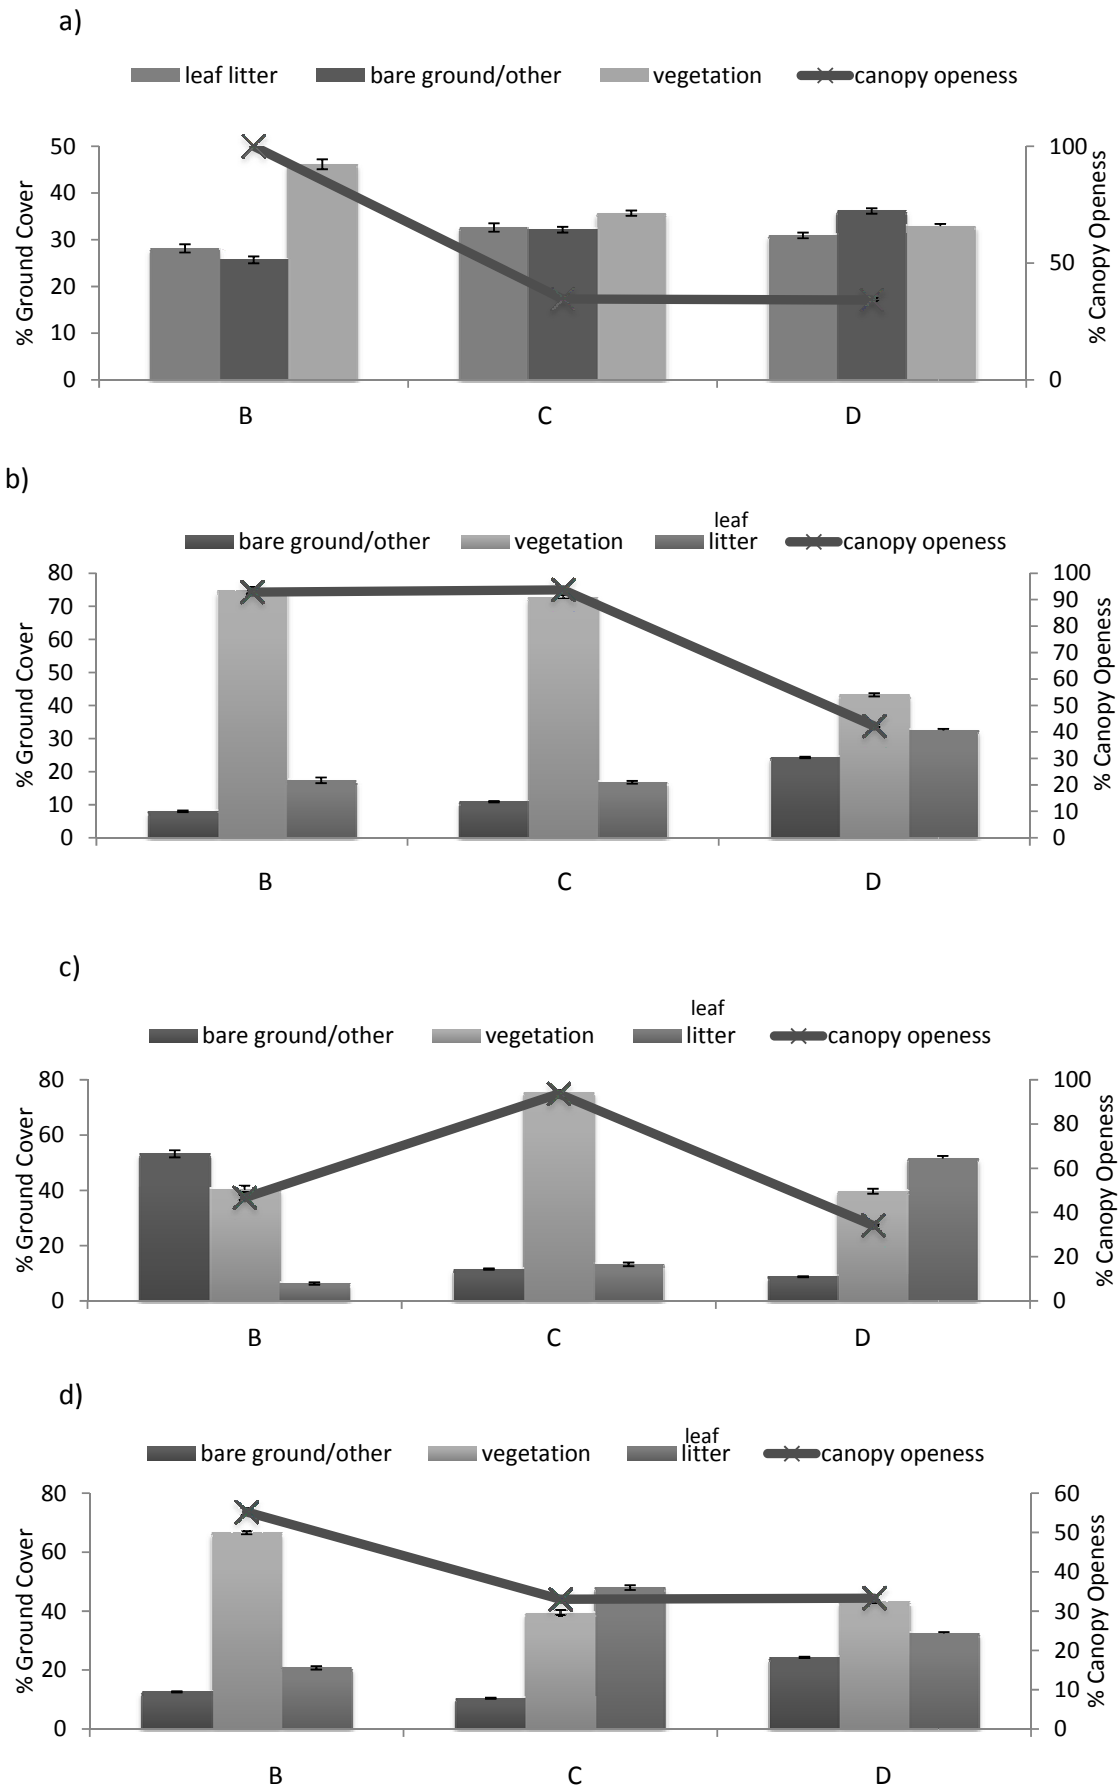 a)
leaf litter bare ground/other vegetation canopy openess
50 100
40
30 50
20
10
0 0
% Ground Cover
% Canopy Openess
B C D
b)
bare ground/other vegetation leaf litter canopy openess
80 100
70 90
60 80
50 70
40 60
30 50
20 40
10 30
0 20
10
0
% Ground Cover
% Canopy Openess
B C D
c)
bare ground/other vegetation leaf litter canopy openess
80 100
60 80
40 60
20 40
0 20
0
% Ground Cover
% Canopy Openess
B C D
d)
bare ground/other vegetation leaf litter canopy openess
80 60
60 50
40 40
20 30
0 20
10
0
% Ground Cover
% Canopy Openess
B C D